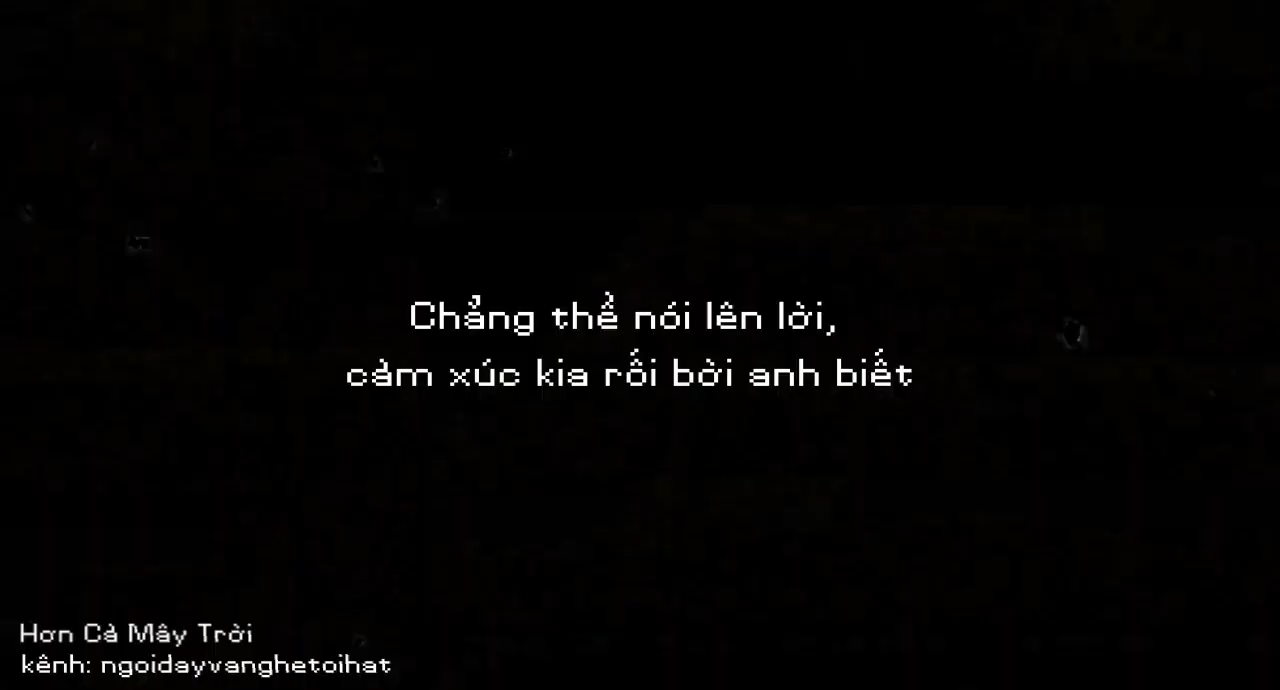 Chẳng thể nói lên lời,
cảm xúc kia rối bời anh biết
Hơn Cả Mây Trời
kênh: ngoidayvanghetoihat